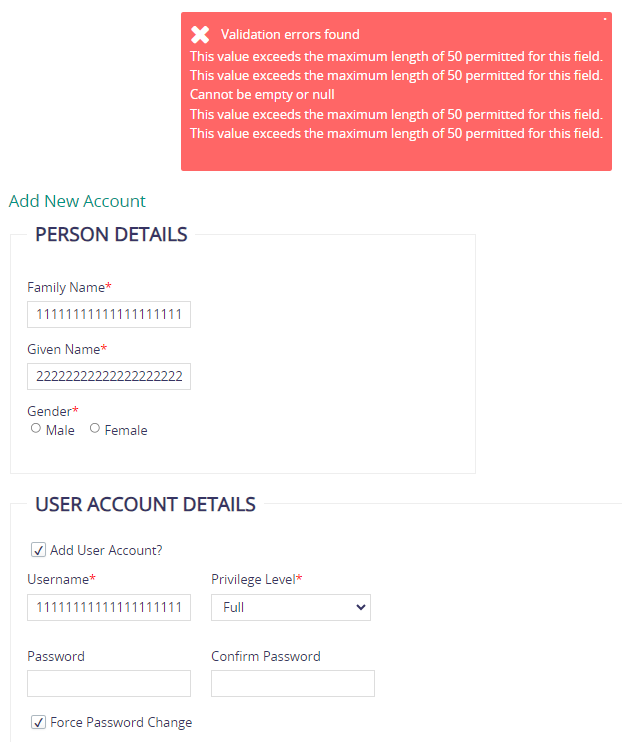 Validation errors found
This value exceeds the maximum length of 50 permitted for this field.
This value exceeds the maximum length of 50 permitted for this field.
Cannot be empty or null
This value exceeds the maximum length of 50 permitted for this field.
This value exceeds the maximum length of 50 permitted for this field.
Add New Account
PERSON DETAILS
Family Name*
11111111111111111111
Given Name*
22222222222222222222
Gender*
Male Female
USER ACCOUNT DETAILS
Add User Account?
Username* Privilege Level*
11111111111111111111 Full
Password Confirm Password
Force Password Change